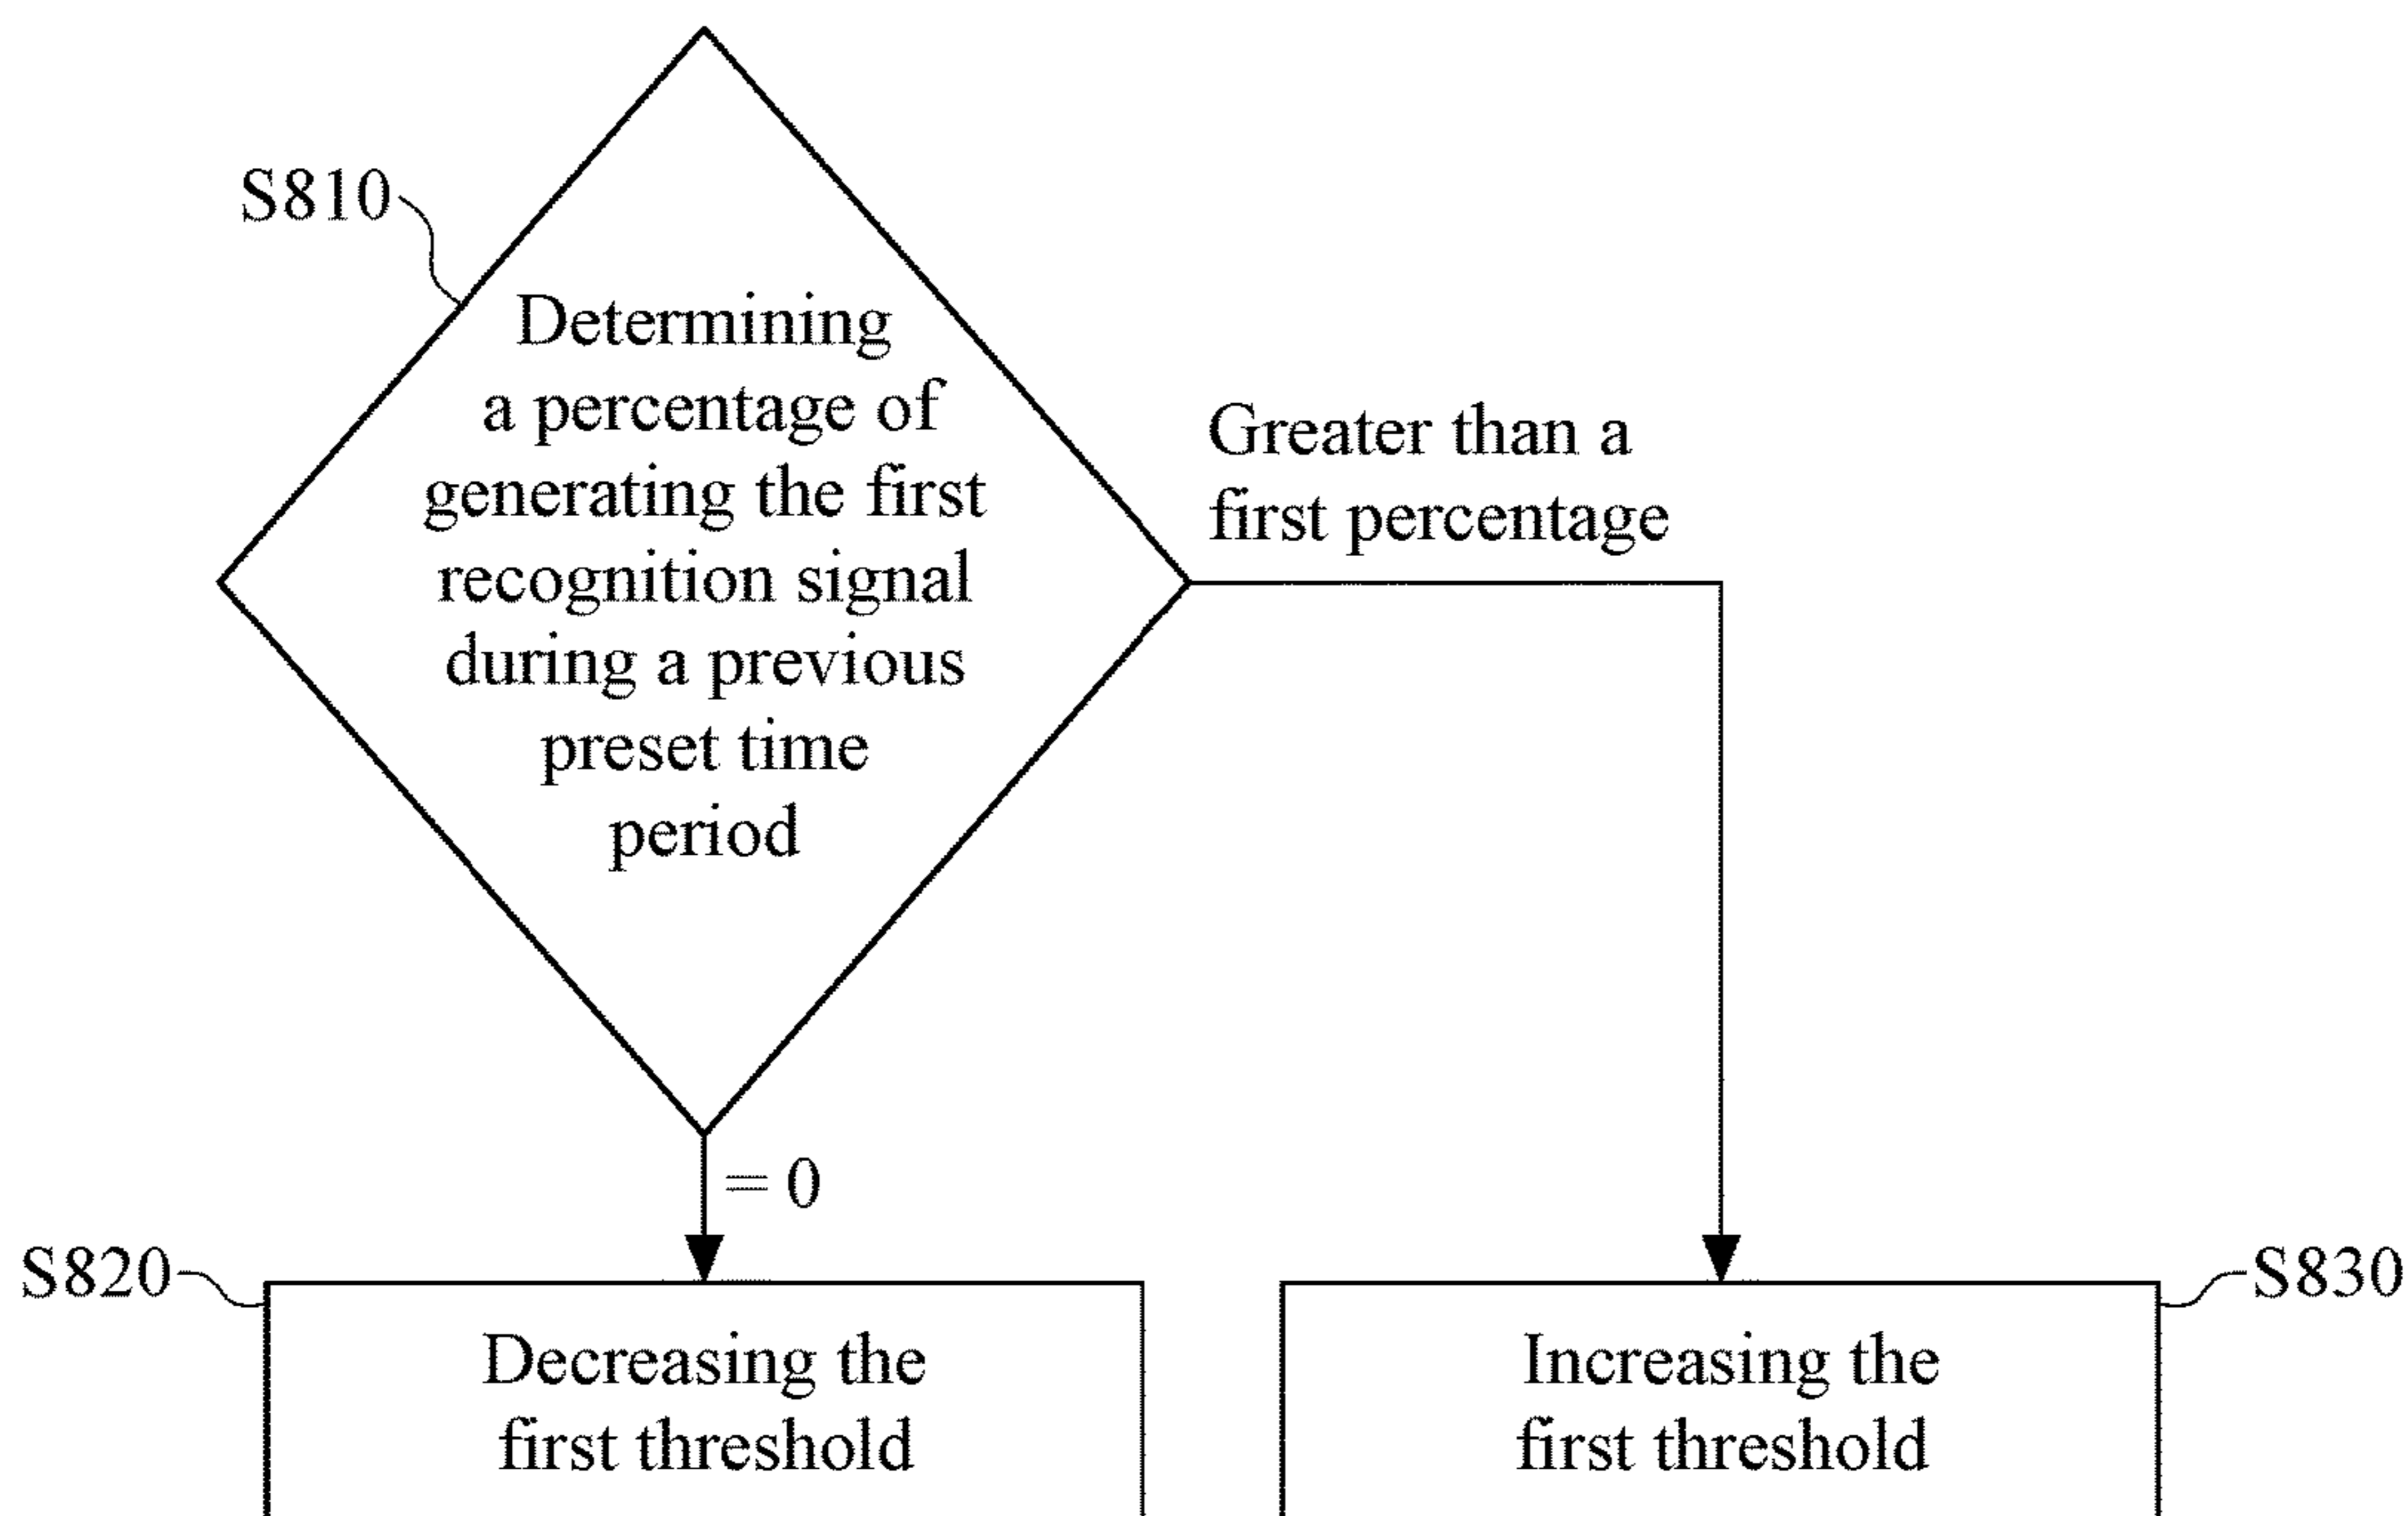 S810
Determining
a percentage of
generating the first
recognition signal
during a previous
preset time
period
Greater than a
first percentage
= 0
S820
Decreasing the
first threshold
S830
Increasing the
first threshold